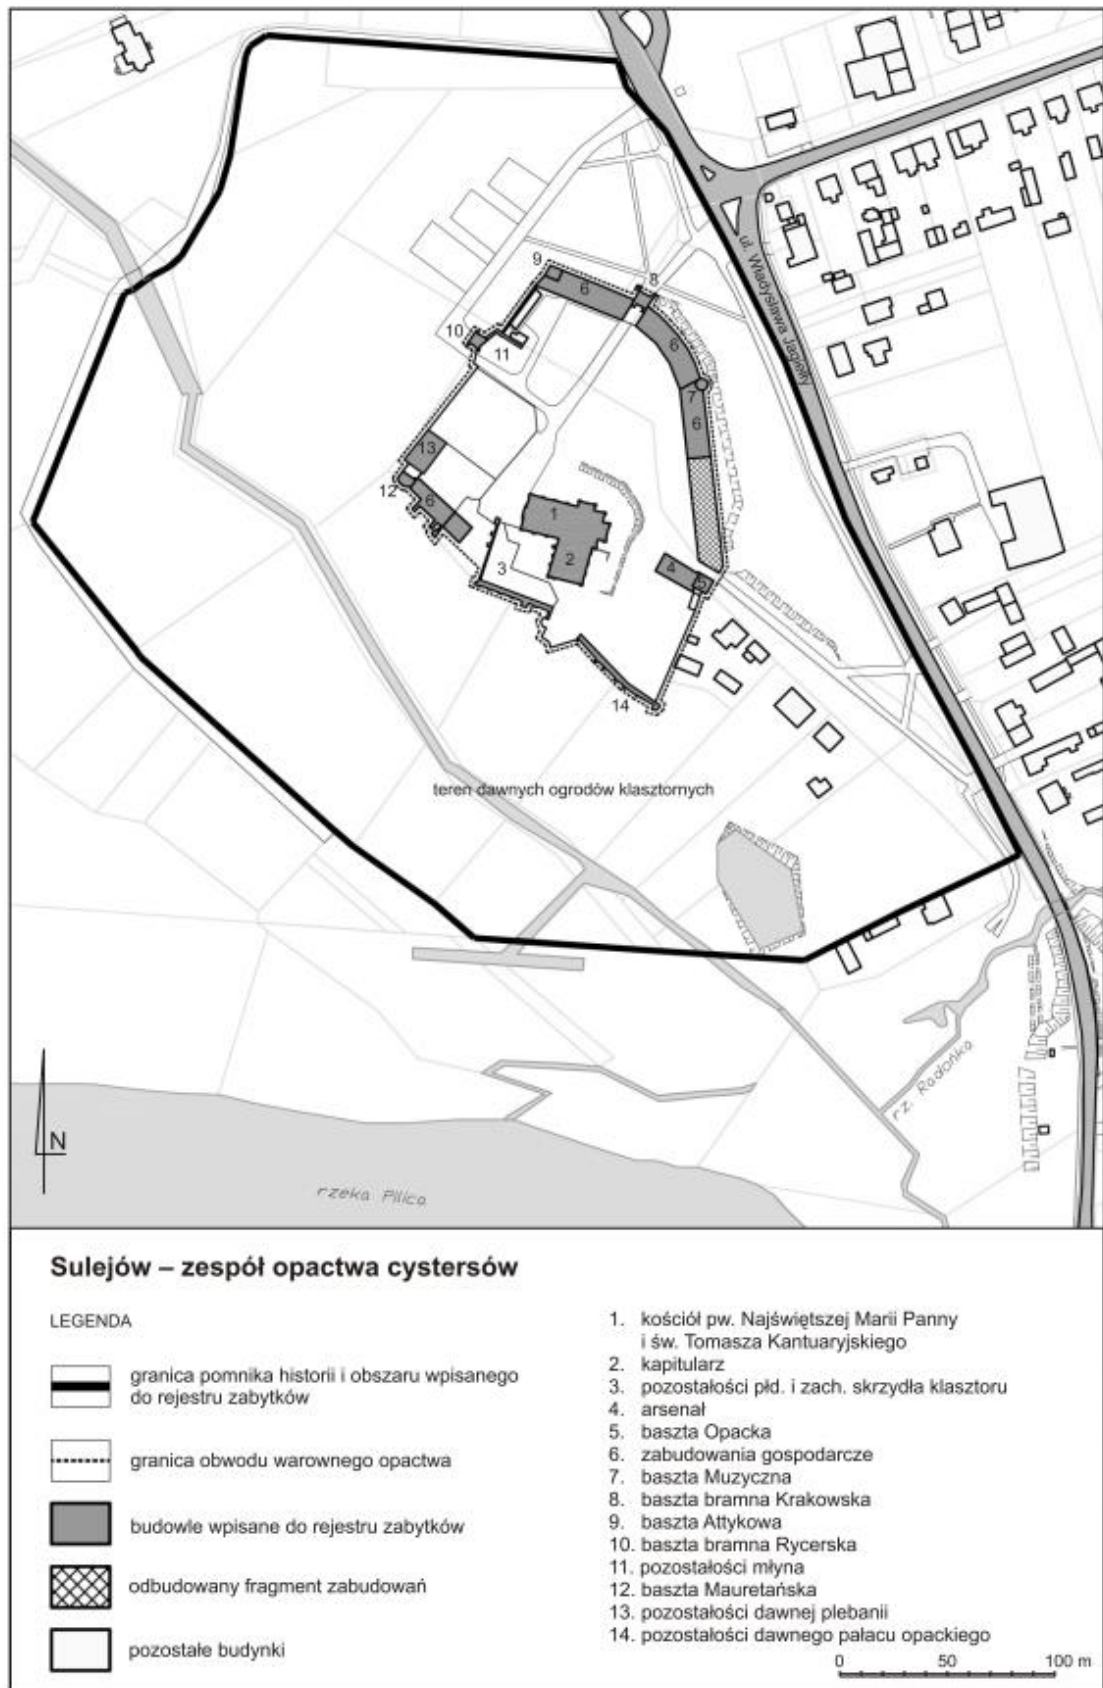 9
8
6
10
11
6
ul. Władysława Jagiełły
7
6
13
12
6
1
2
3
4
5
14
teren dawnych ogrodów klasztornych
rz. Radońka
N
rzeka Pilica
Sulejów – zespół opactwa cystersów
LEGENDA
granica pomnika historii i obszaru wpisanego
do rejestru zabytków
granica obwodu warownego opactwa
budowle wpisane do rejestru zabytków
odbudowany fragment zabudowań
pozostałe budynki
1. kościół pw. Najświętszej Marii Panny
i św. Tomasza Kantuaryjskiego
2. kapitularz
3. pozostałości płd. i zach. skrzydła klasztoru
4. arsenał
5. baszta Opacka
6. zabudowania gospodarcze
7. baszta Muzyczna
8. baszta bramna Krakowska
9. baszta Attykowa
10. baszta bramna Rycerska
11. pozostałości młyna
12. baszta Mauretańska
13. pozostałości dawnej plebanii
14. pozostałości dawnego pałacu opackiego
0 50 100 m